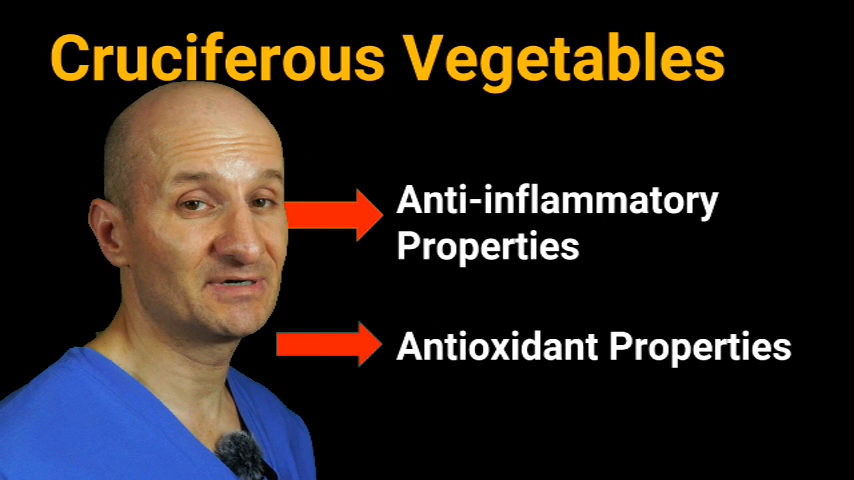 Cruciferous Vegetables
Anti-inflammatory
Properties
Antioxidant Properties